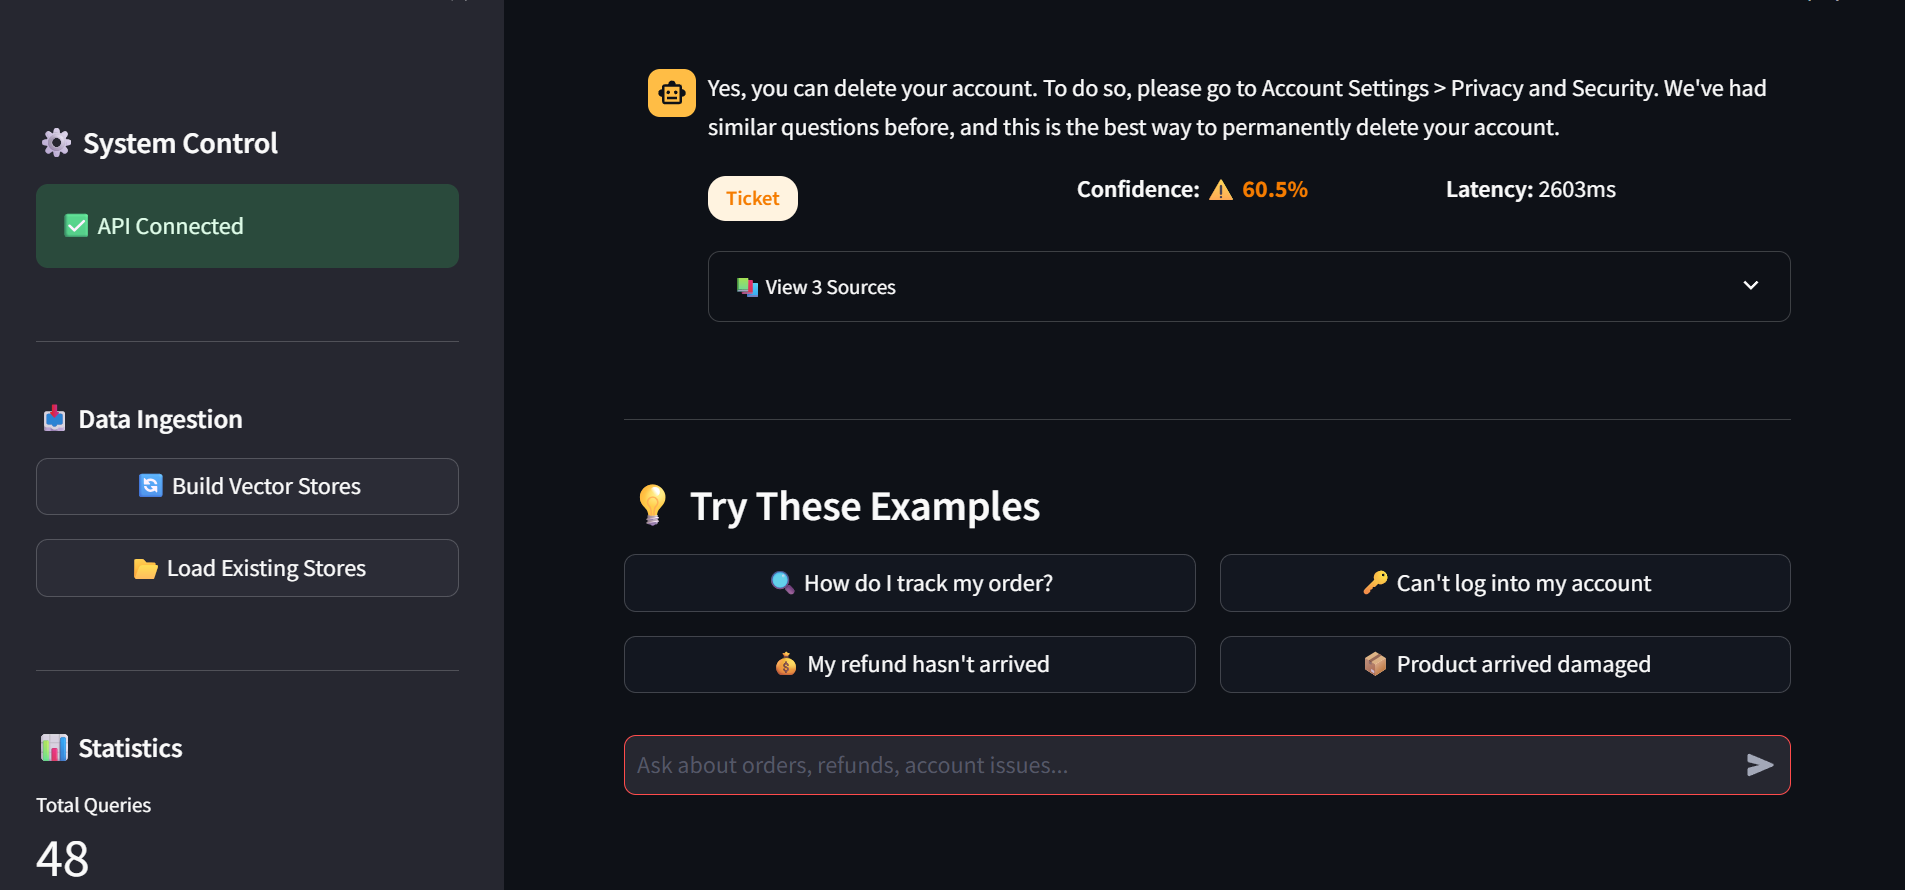 System Control
API Connected
Data Ingestion
Build Vector Stores
Load Existing Stores
Statistics
Total Queries
48
Yes, you can delete your account. To do so, please go to Account Settings > Privacy and Security. We've had
similar questions before, and this is the best way to permanently delete your account.
Ticket
Confidence: 60.5%
Latency: 2603ms
View 3 Sources
Try These Examples
How do I track my order?
Can't log into my account
My refund hasn't arrived
Product arrived damaged
Ask about orders, refunds, account issues...